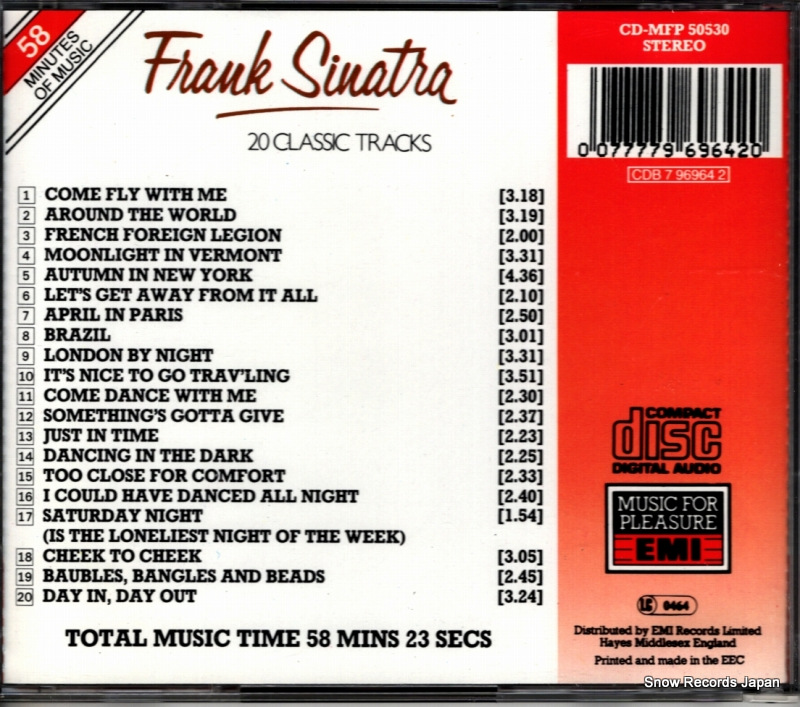 58
MINUTES
OF MUSIC
Frank Sinatra
20 CLASSIC TRACKS
1 COME FLY WITH ME [3.18]
2 AROUND THE WORLD [3.19]
3 FRENCH FOREIGN LEGION [2.00]
4 MOONLIGHT IN VERMONT [3.31]
5 AUTUMN IN NEW YORK [4.36]
6 LET'S GET AWAY FROM IT ALL [2.10]
7 APRIL IN PARIS [2.50]
8 BRAZIL [3.01]
9 LONDON BY NIGHT [3.31]
10 IT'S NICE TO GO TRAV'LING [3.51]
11 COME DANCE WITH ME [2.30]
12 SOMETHING'S GOTTA GIVE [2.37]
13 JUST IN TIME [2.23]
14 DANCING IN THE DARK [2.25]
15 TOO CLOSE FOR COMFORT [2.33]
16 I COULD HAVE DANCED ALL NIGHT [2.40]
17 SATURDAY NIGHT [1.54]
(IS THE LONELIEST NIGHT OF THE WEEK)
18 CHEEK TO CHEEK [3.05]
19 BAUBLES, BANGLES AND BEADS [2.45]
20 DAY IN, DAY OUT [3.24]
TOTAL MUSIC TIME 58 MINS 23 SECS
CD-MFP 50530
STEREO
0 077779 696420
CDB 7 96964 2
COMPACT
disc
DIGITAL AUDIO
MUSIC FOR
PLEASURE
EMI
LC 0464
Distributed by EMI Records Limited
Hayes Middlesex England
Printed and made in the EEC
Snow Records Japan